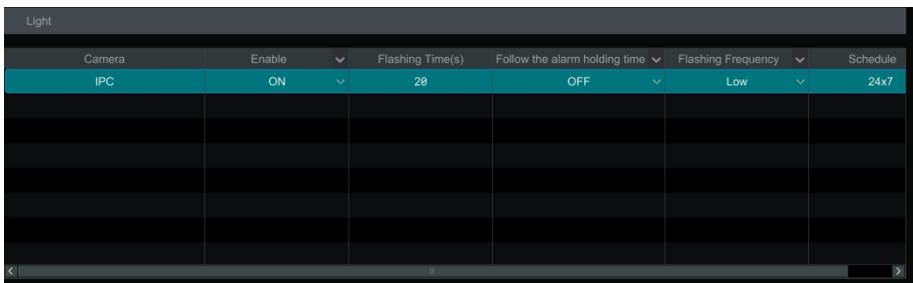 Light
Camera Enable Flashing Time(s) Follow the alarm holding time Flashing Frequency Schedule
IPC ON 20 OFF Low 24x7